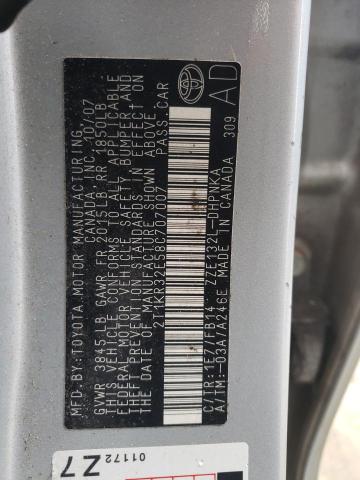 MFD.BY:TOYOTA MOTOR MANUFACTURING,
CANADA, INC. 10/07
GVWR 3845LB GAWR FR 2015LB RR 1850LB
THIS VEHICLE CONFORMS TO ALL APPLICABLE
FEDERAL MOTOR VEHICLE SAFETY, BUMPER AND
THEFT PREVENTION STANDARDS IN EFFECT ON
THE DATE OF MANUFACTURE SHOWN ABOVE.
2T1KR32E58C707007 PASS.CAR
C/TR:1F7/FB14 ZZE132L-DHPNKA
A/TM:-03A/A246E MADE IN CANADA 309
AD
01172
Z7